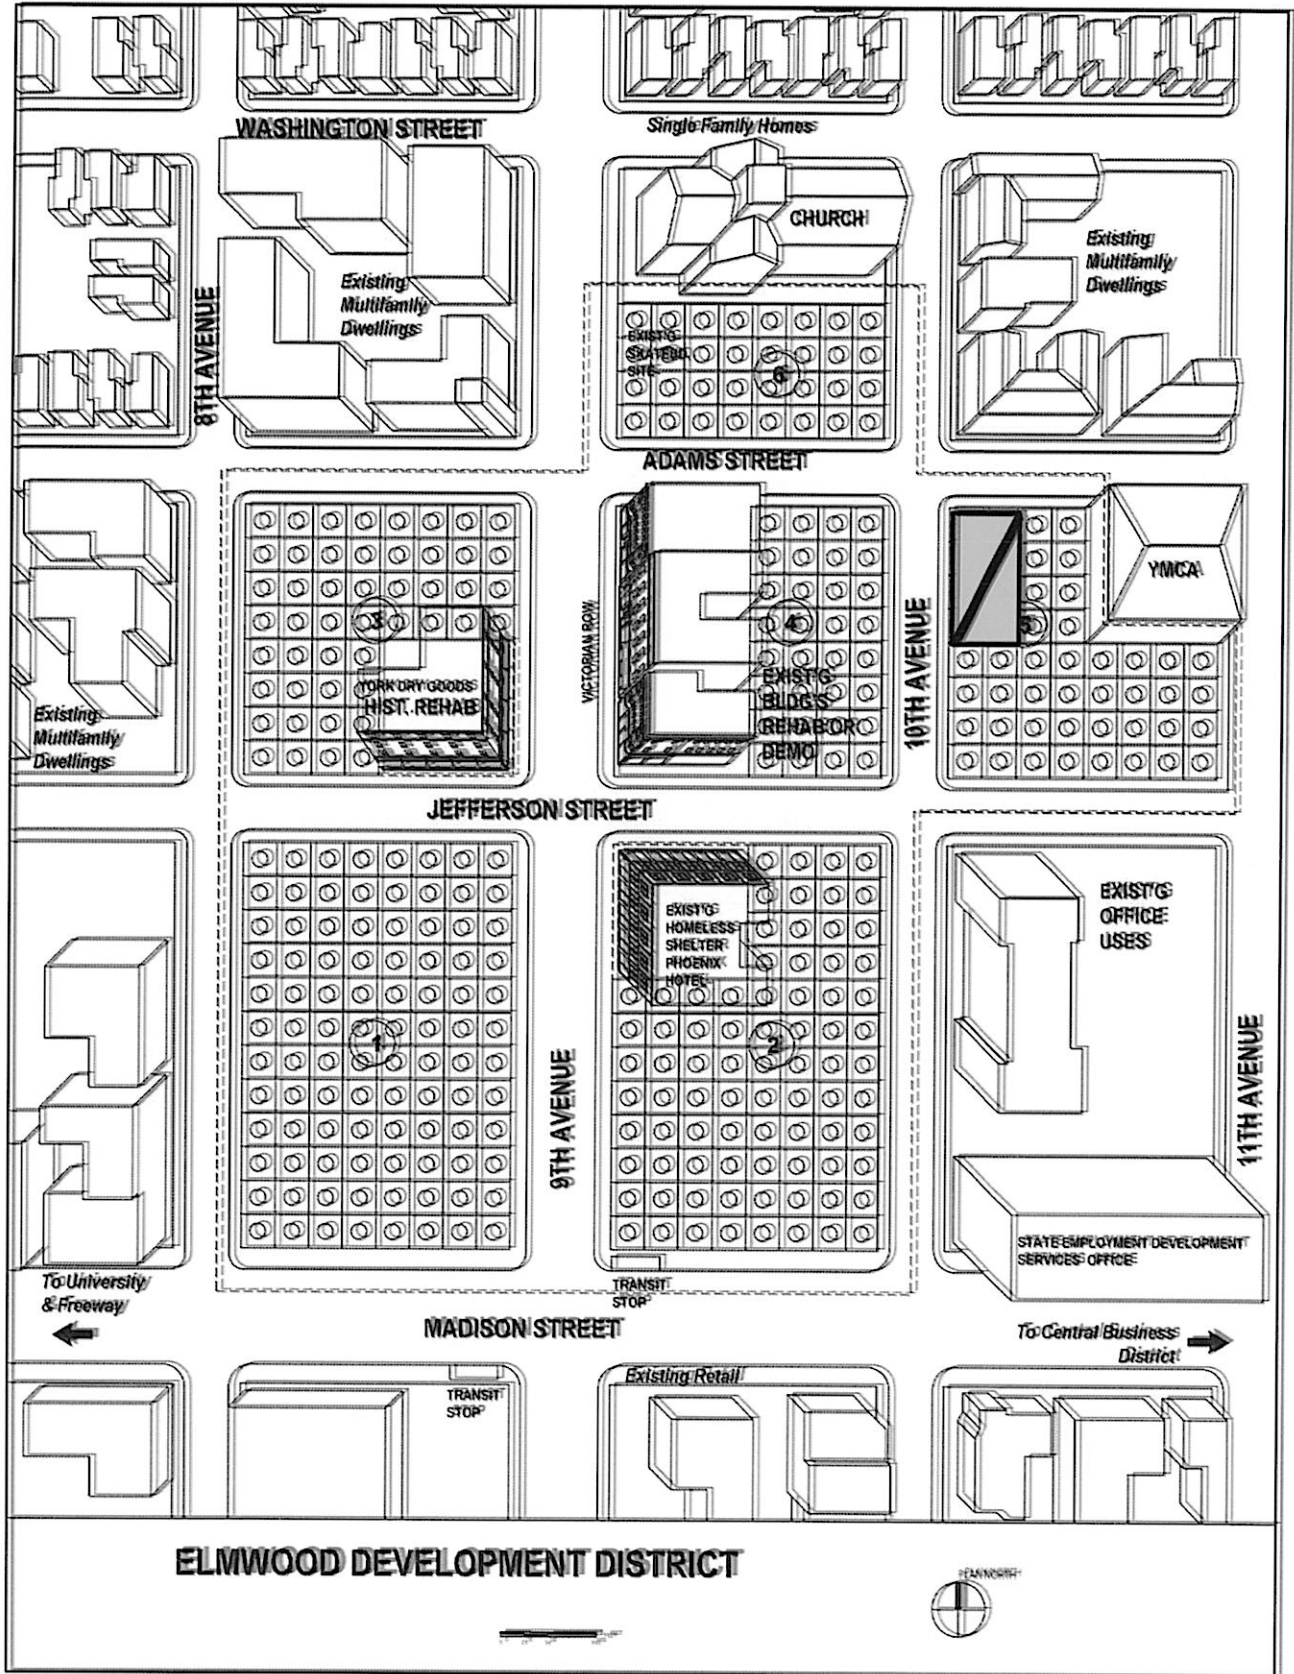 WASHINGTON STREET
Single Family Homes
CHURCH
8TH AVENUE
Existing
Multifamily
Dwellings
Existing
Multifamily
Dwellings
EXIST'G
SKATEBD
SITE
6
ADAMS STREET
3
YORK DRY GOODS
HIST. REHAB
VICTORIAN ROW
4
EXIST'G
BLDG'S
REHAB OR
DEMO
10TH AVENUE
5
YMCA
Existing
Multifamily
Dwellings
JEFFERSON STREET
EXIST'G
HOMELESS
SHELTER
PHOENIX
HOTEL
EXIST'G
OFFICE
USES
1
2
9TH AVENUE
11TH AVENUE
STATE EMPLOYMENT DEVELOPMENT
SERVICES OFFICE
To University
& Freeway
TRANSIT
STOP
MADISON STREET
To Central Business
District
TRANSIT
STOP
Existing Retail
ELMWOOD DEVELOPMENT DISTRICT
PLAN NORTH